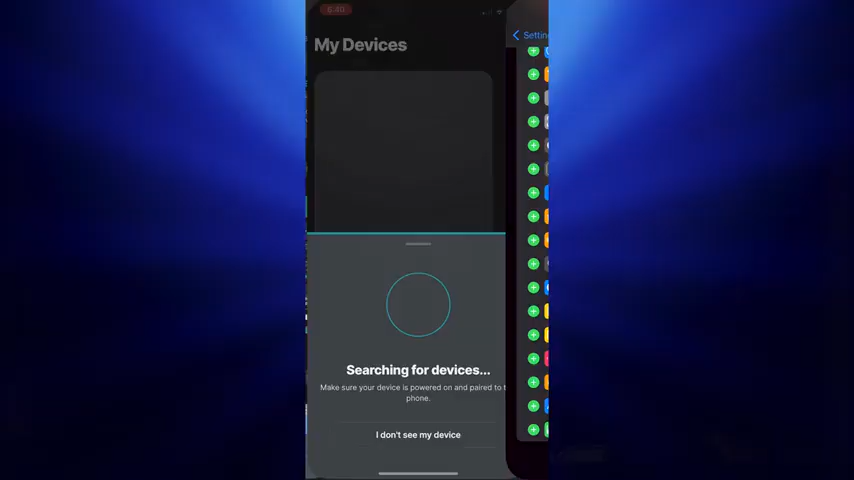 6:40
My Devices
Settin
Searching for devices...
Make sure your device is powered on and paired to
phone.
I don't see my device